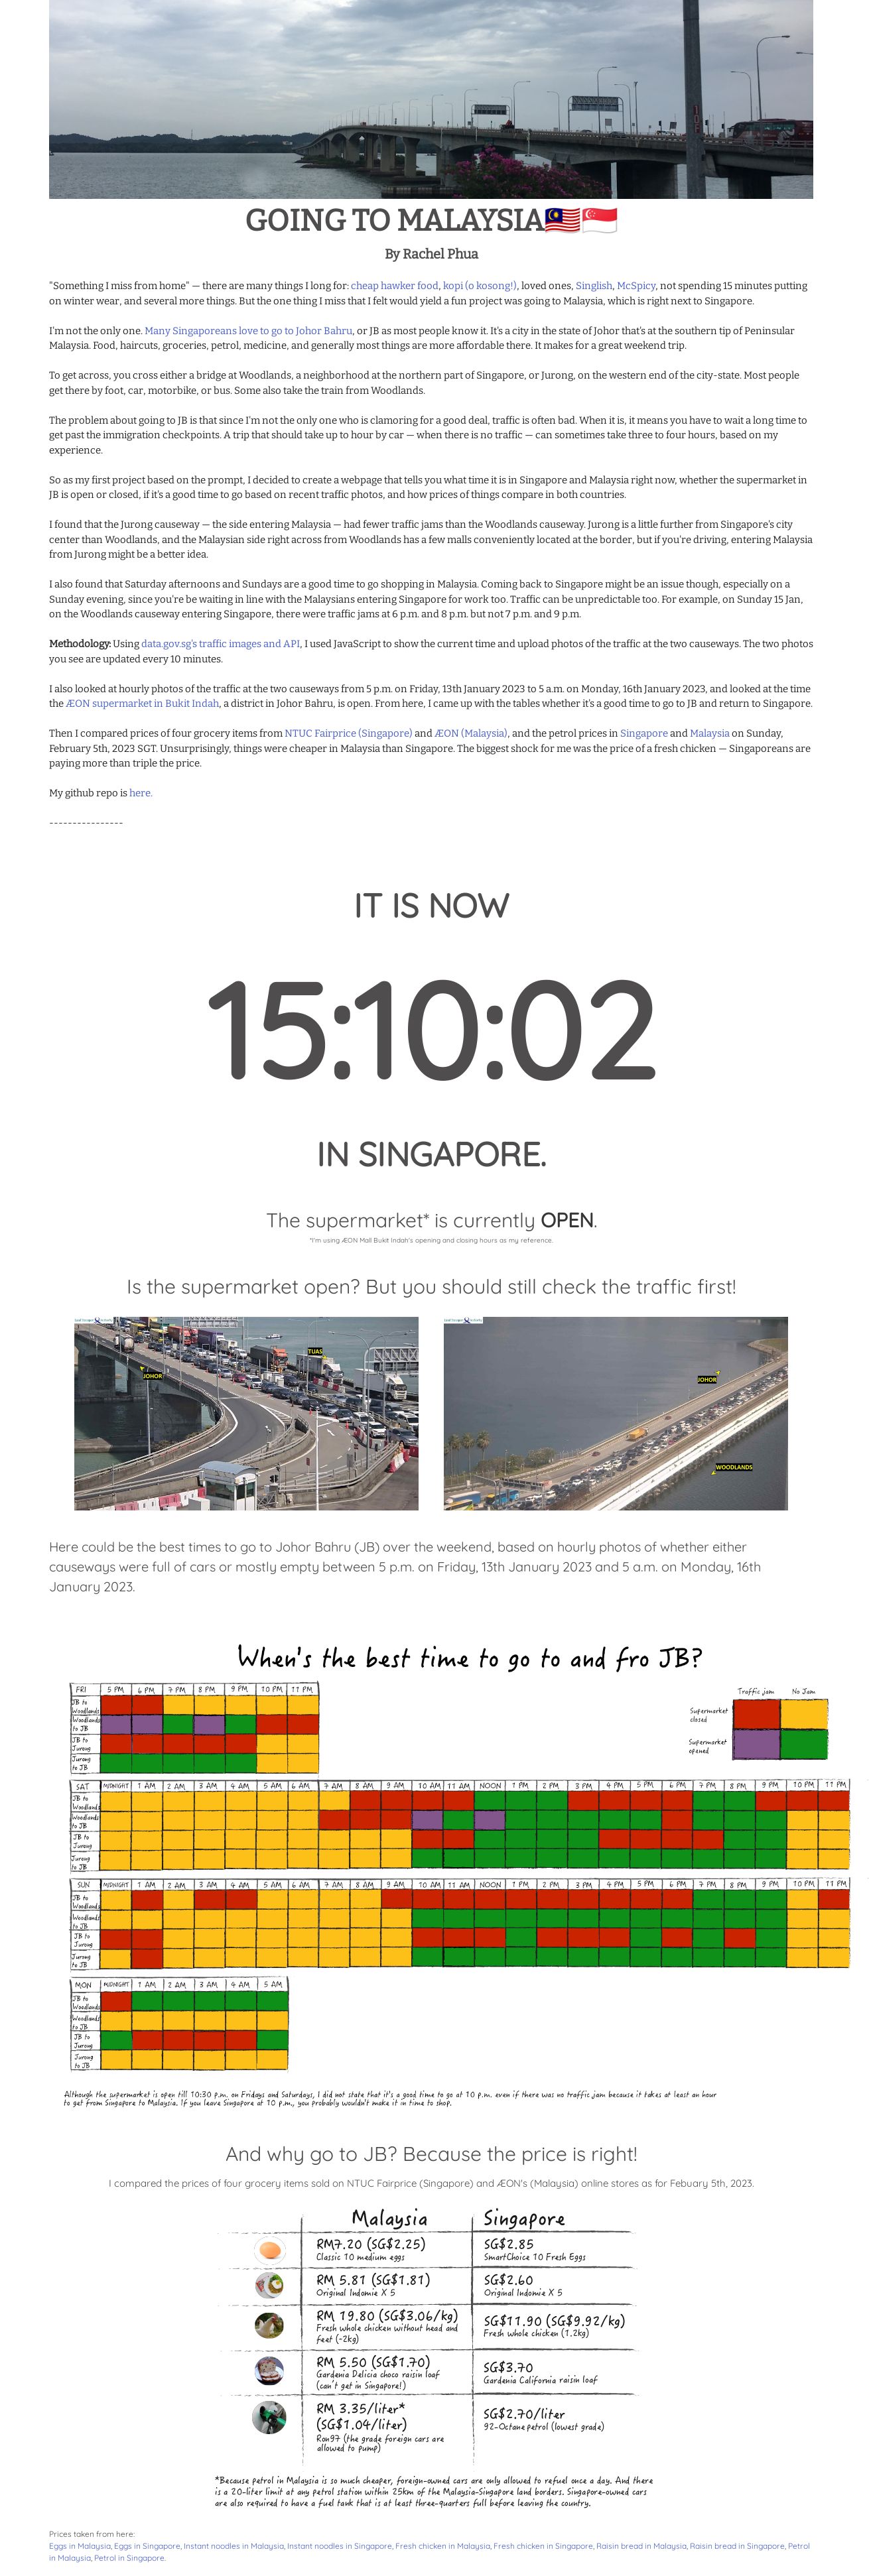 GOING TO MALAYSIA🇲🇾🇸🇬
By Rachel Phua
"Something I miss from home" — there are many things I long for: cheap hawker food, kopi (o kosong!), loved ones, Singlish, McSpicy, not spending 15 minutes putting
on winter wear, and several more things. But the one thing I miss that I felt would yield a fun project was going to Malaysia, which is right next to Singapore.
I'm not the only one. Many Singaporeans love to go to Johor Bahru, or JB as most people know it. It's a city in the state of Johor that's at the southern tip of Peninsular
Malaysia. Food, haircuts, groceries, petrol, medicine, and generally most things are more affordable there. It makes for a great weekend trip.
To get across, you cross either a bridge at Woodlands, a neighborhood at the northern part of Singapore, or Jurong, on the western end of the city-state. Most people
get there by foot, car, motorbike, or bus. Some also take the train from Woodlands.
The problem about going to JB is that since I'm not the only one who is clamoring for a good deal, traffic is often bad. When it is, it means you have to wait a long time to
get past the immigration checkpoints. A trip that should take up to hour by car — when there is no traffic — can sometimes take three to four hours, based on my
experience.
So as my first project based on the prompt, I decided to create a webpage that tells you what time it is in Singapore and Malaysia right now, whether the supermarket in
JB is open or closed, if it's a good time to go based on recent traffic photos, and how prices of things compare in both countries.
I found that the Jurong causeway — the side entering Malaysia — had fewer traffic jams than the Woodlands causeway. Jurong is a little further from Singapore's city
center than Woodlands, and the Malaysian side right across from Woodlands has a few malls conveniently located at the border, but if you're driving, entering Malaysia
from Jurong might be a better idea.
I also found that Saturday afternoons and Sundays are a good time to go shopping in Malaysia. Coming back to Singapore might be an issue though, especially on a
Sunday evening, since you're be waiting in line with the Malaysians entering Singapore for work too. Traffic can be unpredictable too. For example, on Sunday 15 Jan,
on the Woodlands causeway entering Singapore, there were traffic jams at 6 p.m. and 8 p.m. but not 7 p.m. and 9 p.m.
Methodology: Using data.gov.sg's traffic images and API, I used JavaScript to show the current time and upload photos of the traffic at the two causeways. The two photos
you see are updated every 10 minutes.
I also looked at hourly photos of the traffic at the two causeways from 5 p.m. on Friday, 13th January 2023 to 5 a.m. on Monday, 16th January 2023, and looked at the time
the ÆON supermarket in Bukit Indah, a district in Johor Bahru, is open. From here, I came up with the tables whether it's a good time to go to JB and return to Singapore.
Then I compared prices of four grocery items from NTUC Fairprice (Singapore) and ÆON (Malaysia), and the petrol prices in Singapore and Malaysia on Sunday,
February 5th, 2023 SGT. Unsurprisingly, things were cheaper in Malaysia than Singapore. The biggest shock for me was the price of a fresh chicken — Singaporeans are
paying more than triple the price.
My github repo is here.
----------------
IT IS NOW
15:10:02
IN SINGAPORE.
The supermarket* is currently OPEN.
*I'm using ÆON Mall Bukit Indah's opening and closing hours as my reference.
Is the supermarket open? But you should still check the traffic first!
JOHOR
TUAS
JOHOR
WOODLANDS
Here could be the best times to go to Johor Bahru (JB) over the weekend, based on hourly photos of whether either
causeways were full of cars or mostly empty between 5 p.m. on Friday, 13th January 2023 and 5 a.m. on Monday, 16th
January 2023.
When's the best time to go to and fro JB?
Traffic jam No Jam
Supermarket
closed
Supermarket
opened
FRI 5 PM 6 PM 7 PM 8 PM 9 PM 10 PM 11 PM
JB to
Woodlands
Woodlands
to JB
JB to
Jurong
Jurong
to JB
SAT MIDNIGHT 1 AM 2 AM 3 AM 4 AM 5 AM 6 AM 7 AM 8 AM 9 AM 10 AM 11 AM NOON 1 PM 2 PM 3 PM 4 PM 5 PM 6 PM 7 PM 8 PM 9 PM 10 PM 11 PM
JB to
Woodlands
Woodlands
to JB
JB to
Jurong
Jurong
to JB
SUN MIDNIGHT 1 AM 2 AM 3 AM 4 AM 5 AM 6 AM 7 AM 8 AM 9 AM 10 AM 11 AM NOON 1 PM 2 PM 3 PM 4 PM 5 PM 6 PM 7 PM 8 PM 9 PM 10 PM 11 PM
JB to
Woodlands
Woodlands
to JB
JB to
Jurong
Jurong
to JB
MON MIDNIGHT 1 AM 2 AM 3 AM 4 AM 5 AM
JB to
Woodlands
Woodlands
to JB
JB to
Jurong
Jurong
to JB
Although the supermarket is open till 10:30 p.m. on Fridays and Saturdays, I did not state that it's a good time to go at 10 p.m. even if there was no traffic jam because it takes at least an hour
to get from Singapore to Malaysia. If you leave Singapore at 10 p.m., you probably wouldn't make it in time to shop.
And why go to JB? Because the price is right!
I compared the prices of four grocery items sold on NTUC Fairprice (Singapore) and ÆON's (Malaysia) online stores as for Febuary 5th, 2023.
Malaysia Singapore
RM7.20 (SG$2.25)
Classic 10 medium eggs
SG$2.85
SmartChoice 10 Fresh Eggs
RM 5.81 (SG$1.81)
Original Indomie X 5
SG$2.60
Original Indomie X 5
RM 19.80 (SG$3.06/kg)
Fresh whole chicken without head and
feet (~2kg)
SG$11.90 (SG$9.92/kg)
Fresh whole chicken (1.2kg)
RM 5.50 (SG$1.70)
Gardenia Delicia choco raisin loaf
(can't get in Singapore!)
SG$3.70
Gardenia California raisin loaf
RM 3.35/liter*
(SG$1.04/liter)
Ron97 (the grade foreign cars are
allowed to pump)
SG$2.70/liter
92-Octane petrol (lowest grade)
*Because petrol in Malaysia is so much cheaper, foreign-owned cars are only allowed to refuel once a day. And there
is a 20-liter limit at any petrol station within 25km of the Malaysia-Singapore land borders. Singapore-owned cars
are also required to have a fuel tank that is at least three-quarters full before leaving the country.
Prices taken from here:
Eggs in Malaysia, Eggs in Singapore, Instant noodles in Malaysia, Instant noodles in Singapore, Fresh chicken in Malaysia, Fresh chicken in Singapore, Raisin bread in Malaysia, Raisin bread in Singapore, Petrol
in Malaysia, Petrol in Singapore.